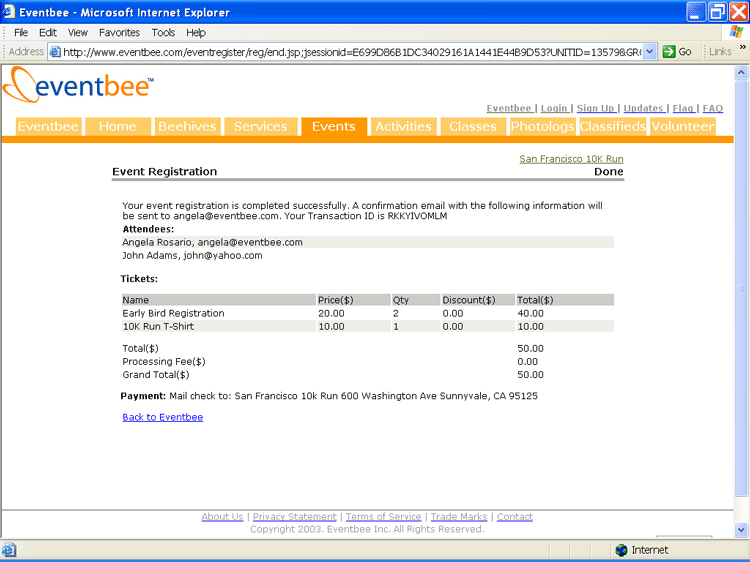 Eventbee - Microsoft Internet Explorer
File Edit View Favorites Tools Help
Address http://www.eventbee.com/eventregister/reg/end.jsp;jsessionid=E699D86B1DC34029161A1441E44B9D53?UNITID=13579&GRO Go Links »
eventbee™
Eventbee | Login | Sign Up | Updates | Flag | FAQ
Eventbee Home Beehives Services Events Activities Classes Photologs Classifieds Volunteer
San Francisco 10K Run
Event Registration Done
Your event registration is completed successfully. A confirmation email with the following information will
be sent to angela@eventbee.com. Your Transaction ID is RKKYIVOMLM
Attendees:
Angela Rosario, angela@eventbee.com
John Adams, john@yahoo.com
Tickets:
Name Price($) Qty Discount($) Total($)
Early Bird Registration 20.00 2 0.00 40.00
10K Run T-Shirt 10.00 1 0.00 10.00
Total($) 50.00
Processing Fee($) 0.00
Grand Total($) 50.00
Payment: Mail check to: San Francisco 10k Run 600 Washington Ave Sunnyvale, CA 95125
Back to Eventbee
About Us | Privacy Statement | Terms of Service | Trade Marks | Contact
Copyright 2003. Eventbee Inc. All Rights Reserved.
Internet